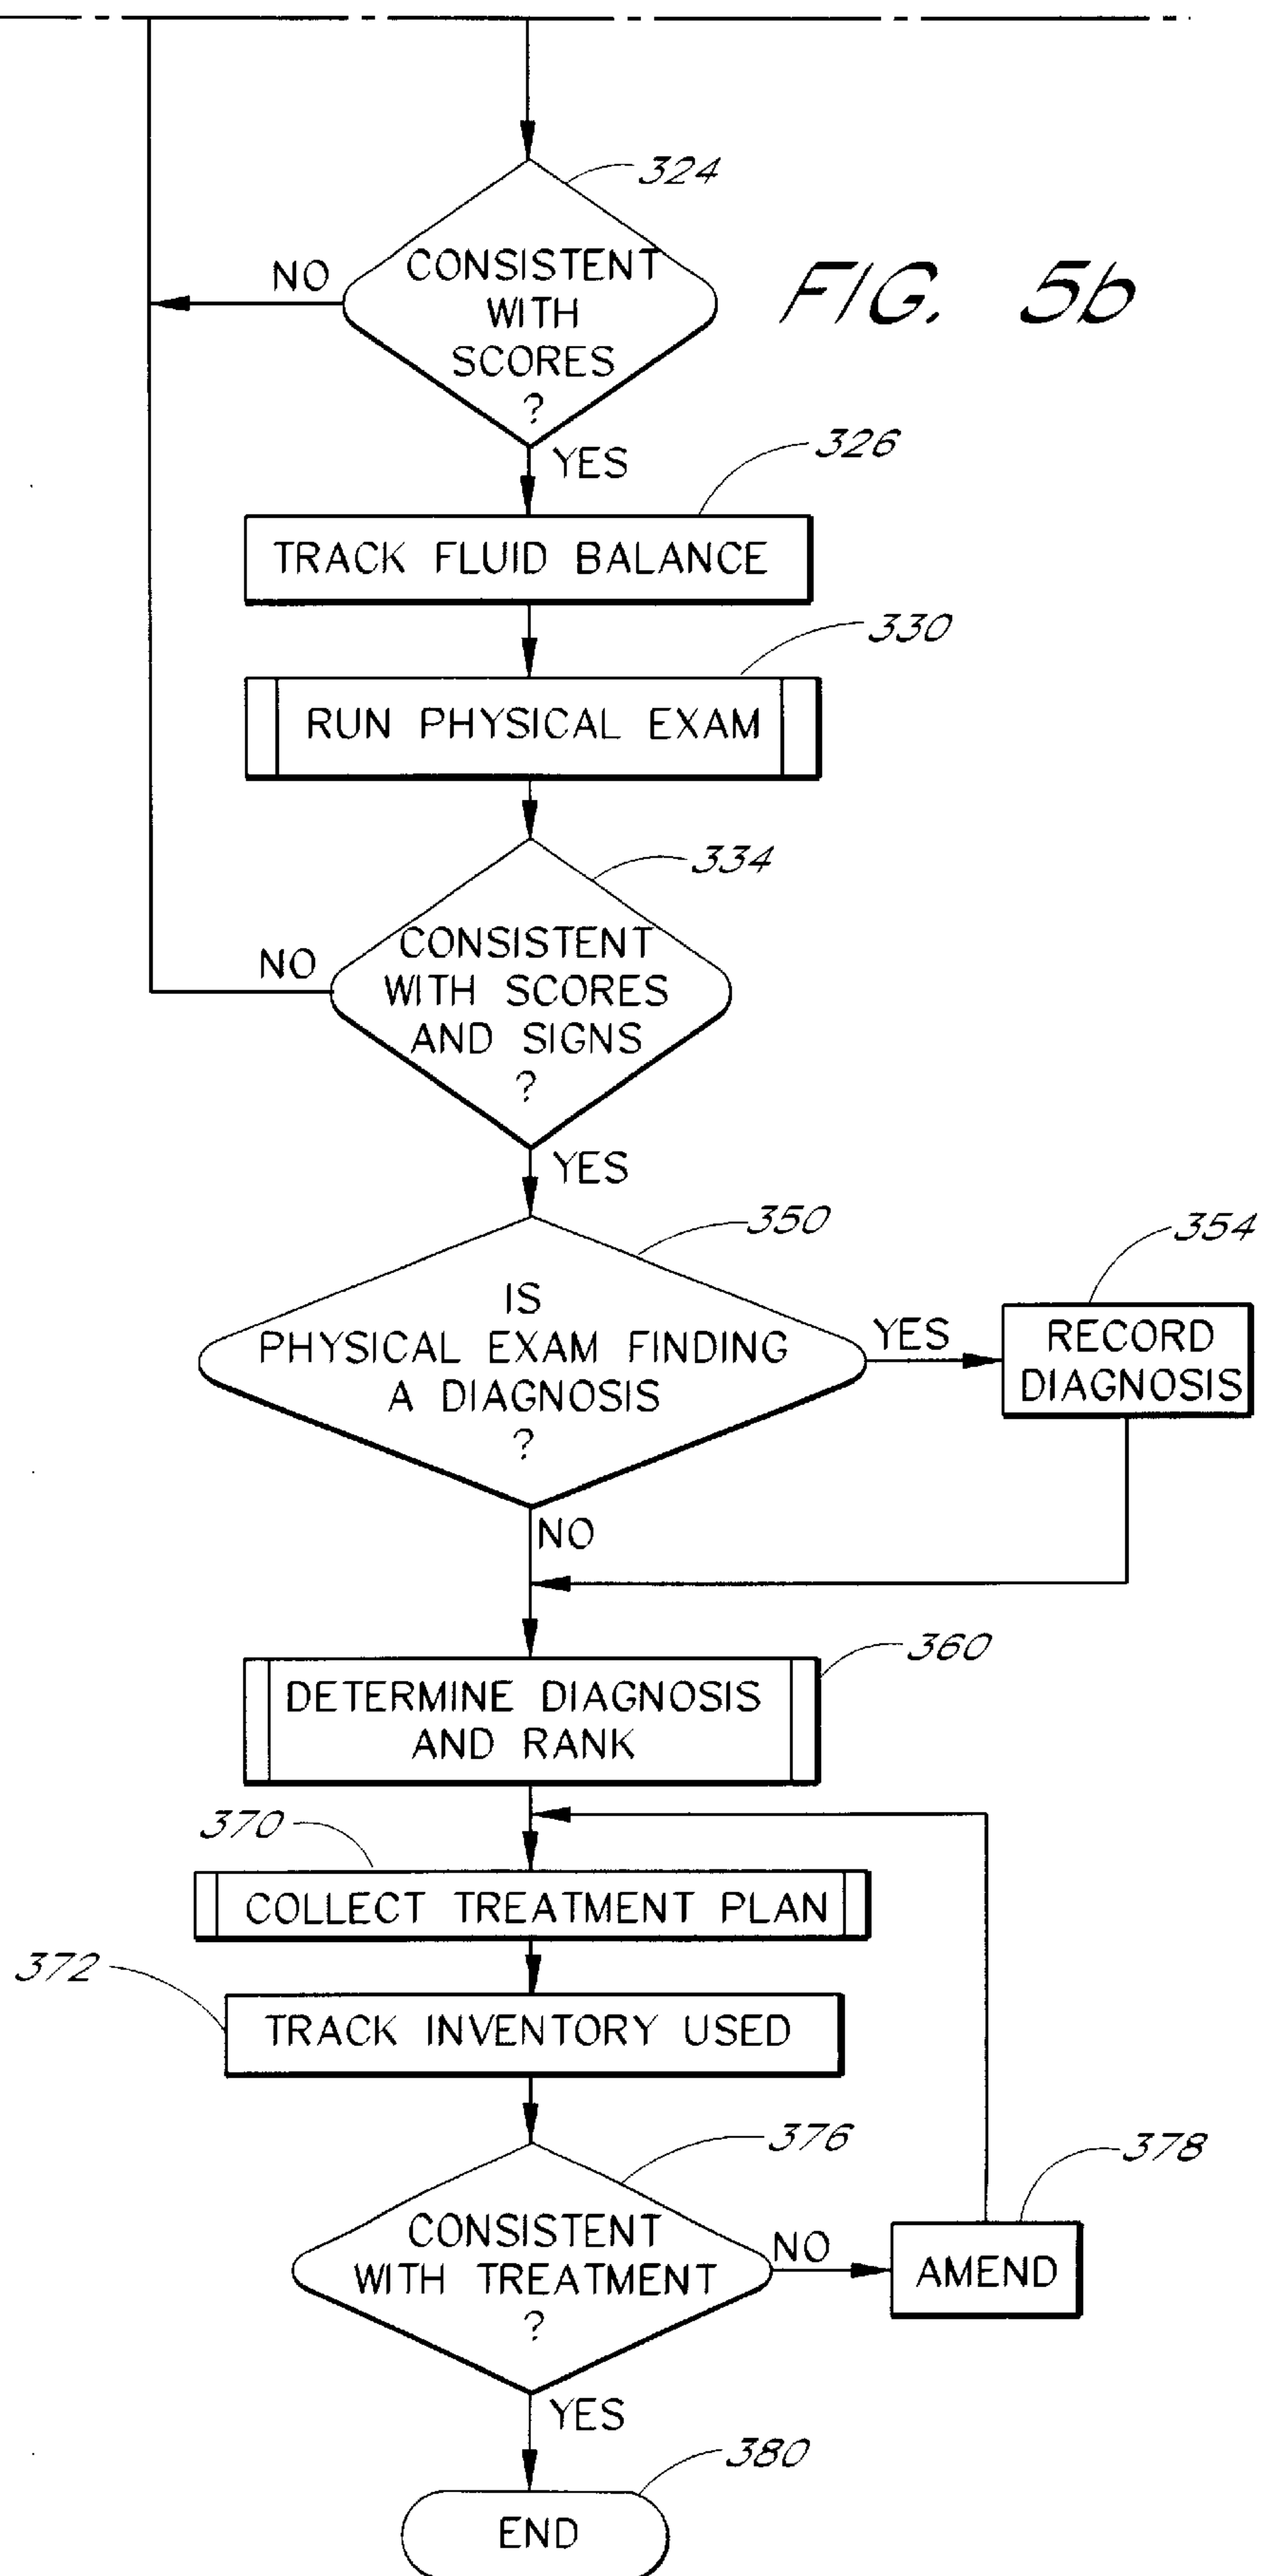 324
CONSISTENT
WITH
SCORES
?
NO
FIG. 5b
YES
326
TRACK FLUID BALANCE
330
RUN PHYSICAL EXAM
334
CONSISTENT
WITH SCORES
AND SIGNS
?
NO
YES
350
IS
PHYSICAL EXAM FINDING
A DIAGNOSIS
?
YES
354
RECORD
DIAGNOSIS
NO
360
DETERMINE DIAGNOSIS
AND RANK
370
COLLECT TREATMENT PLAN
372
TRACK INVENTORY USED
376
CONSISTENT
WITH TREATMENT
?
NO
378
AMEND
YES
380
END